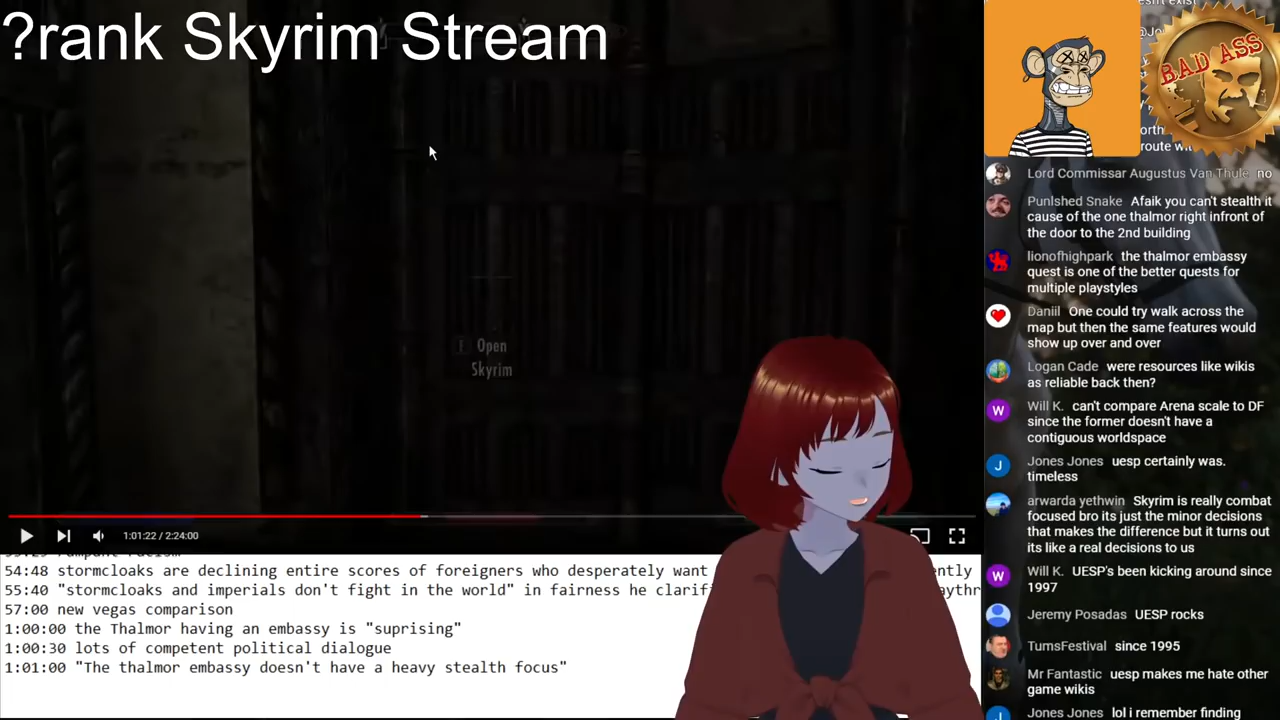 ?rank Skyrim Stream
E Open
Skyrim
1:01:22 / 2:24:00
54:48 stormcloaks are declining entire scores of foreigners who desperately want
55:40 "stormcloaks and imperials don't fight in the world" in fairness he clarif
57:00 new vegas comparison
1:00:00 the Thalmor having an embassy is "suprising"
1:00:30 lots of competent political dialogue
1:01:00 "The thalmor embassy doesn't have a heavy stealth focus"
BAD ASS
Lord Commissar Augustus Van Thule no
Punlshed Snake Afaik you can't stealth it
cause of the one thalmor right infront of
the door to the 2nd building
lionofhighpark the thalmor embassy
quest is one of the better quests for
multiple playstyles
Daniil One could try walk across the
map but then the same features would
show up over and over
Logan Cade were resources like wikis
as reliable back then?
W Will K. can't compare Arena scale to DF
since the former doesn't have a
contiguous worldspace
J Jones Jones uesp certainly was.
timeless
arwarda yethwin Skyrim is really combat
focused bro its just the minor decisions
that makes the difference but it turns out
its like a real decisions to us
W Will K. UESP's been kicking around since
1997
Jeremy Posadas UESP rocks
TumsFestival since 1995
Mr Fantastic uesp makes me hate other
game wikis
J Jones Jones lol i remember finding